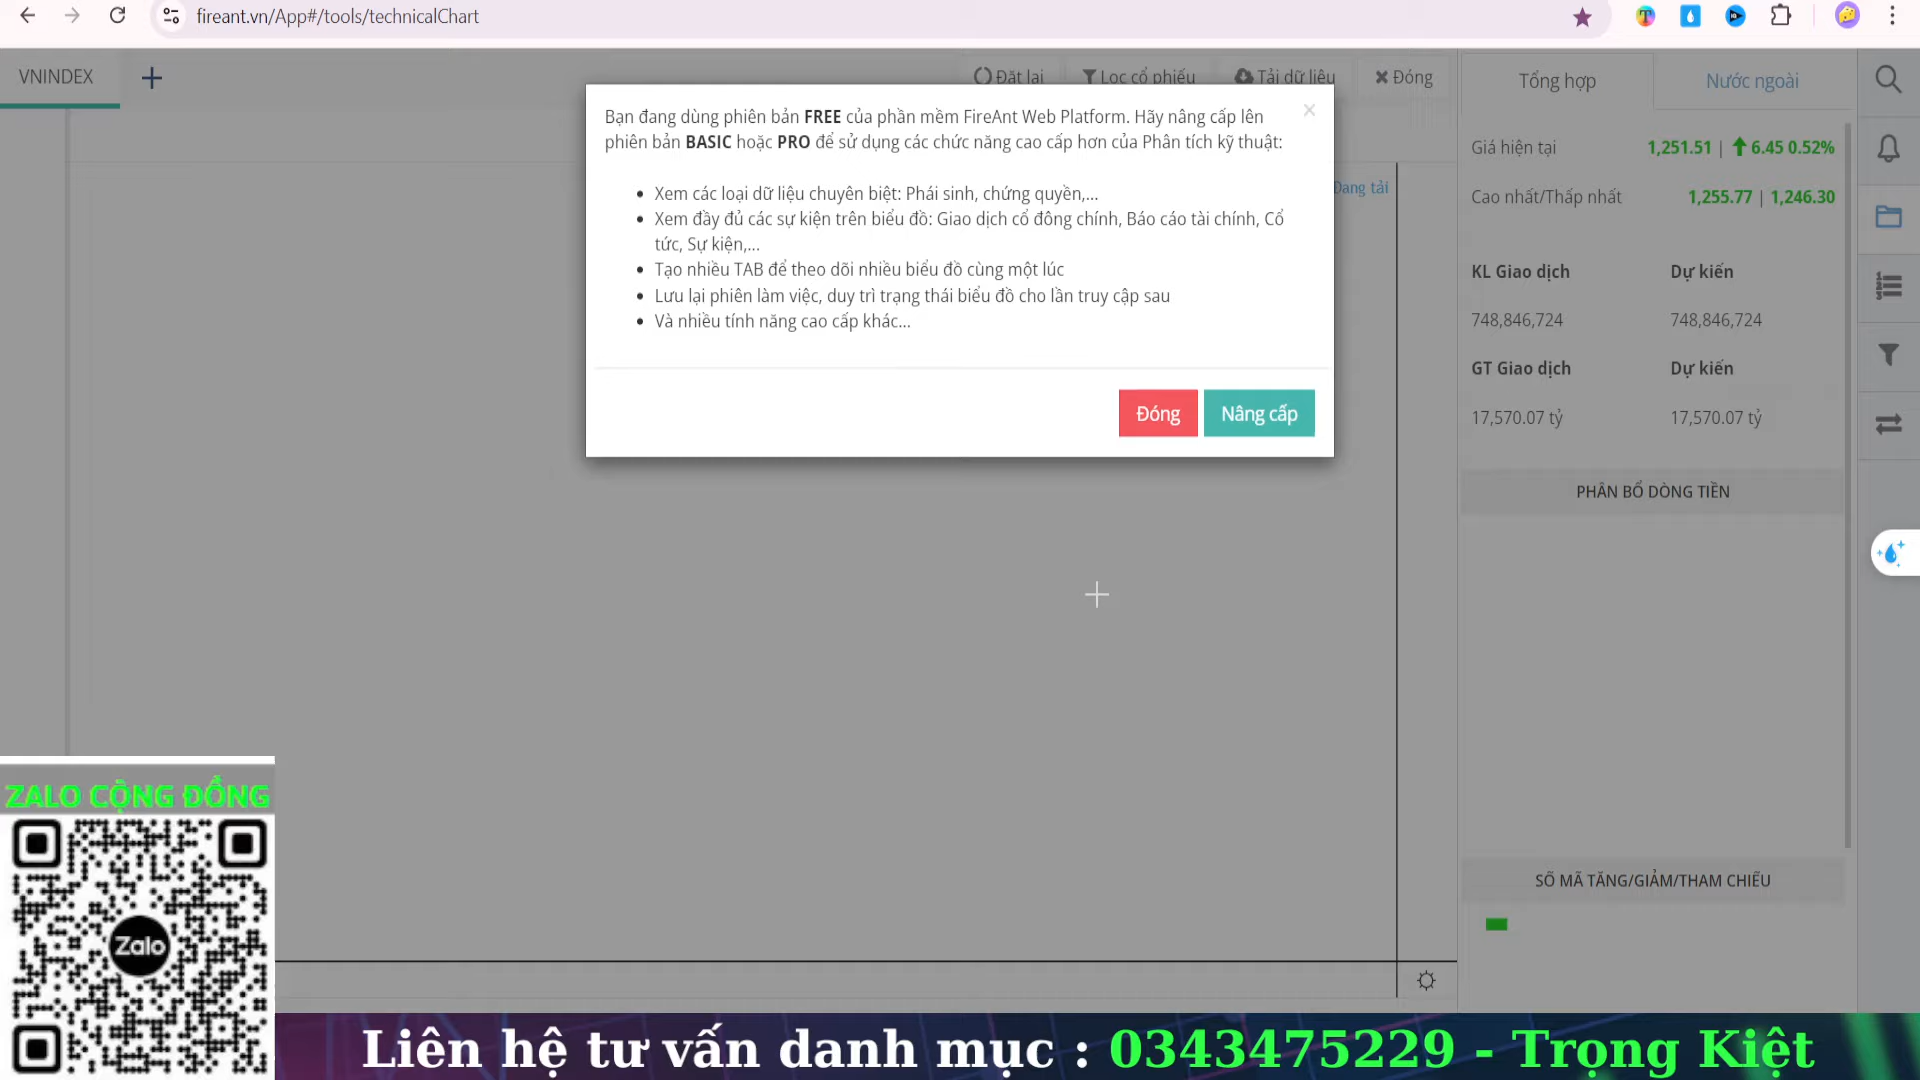 fireant.vn/App#/tools/technicalChart
VNINDEX
Đặt lại
Lọc cổ phiếu
Tải dữ liệu
Đóng
Tổng hợp
Nước ngoài
Bạn đang dùng phiên bản FREE của phần mềm FireAnt Web Platform. Hãy nâng cấp lên
phiên bản BASIC hoặc PRO để sử dụng các chức năng cao cấp hơn của Phân tích kỹ thuật:
Xem các loại dữ liệu chuyên biệt: Phái sinh, chứng quyền,...
Xem đầy đủ các sự kiện trên biểu đồ: Giao dịch cổ đông chính, Báo cáo tài chính, Cổ
tức, Sự kiện,...
Tạo nhiều TAB để theo dõi nhiều biểu đồ cùng một lúc
Lưu lại phiên làm việc, duy trì trạng thái biểu đồ cho lần truy cập sau
Và nhiều tính năng cao cấp khác...
Đóng
Nâng cấp
Đang tải
Giá hiện tại 1,251.51 | 6.45 0.52%
Cao nhất/Thấp nhất 1,255.77 | 1,246.30
KL Giao dịch Dự kiến
748,846,724 748,846,724
GT Giao dịch Dự kiến
17,570.07 tỷ 17,570.07 tỷ
PHÂN BỔ DÒNG TIỀN
SỐ MÃ TĂNG/GIẢM/THAM CHIẾU
ZALO CỘNG ĐỒNG
Zalo
Liên hệ tư vấn danh mục : 0343475229 - Trọng Kiệt